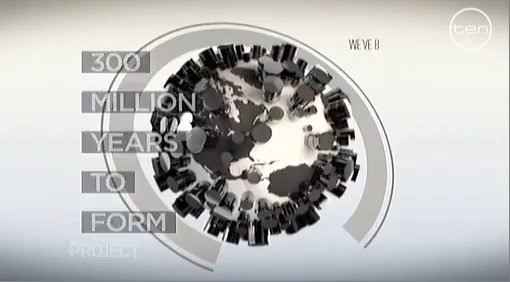 300
MILLION
YEARS
TO
FORM
PROJECT
WE'VE B
ten